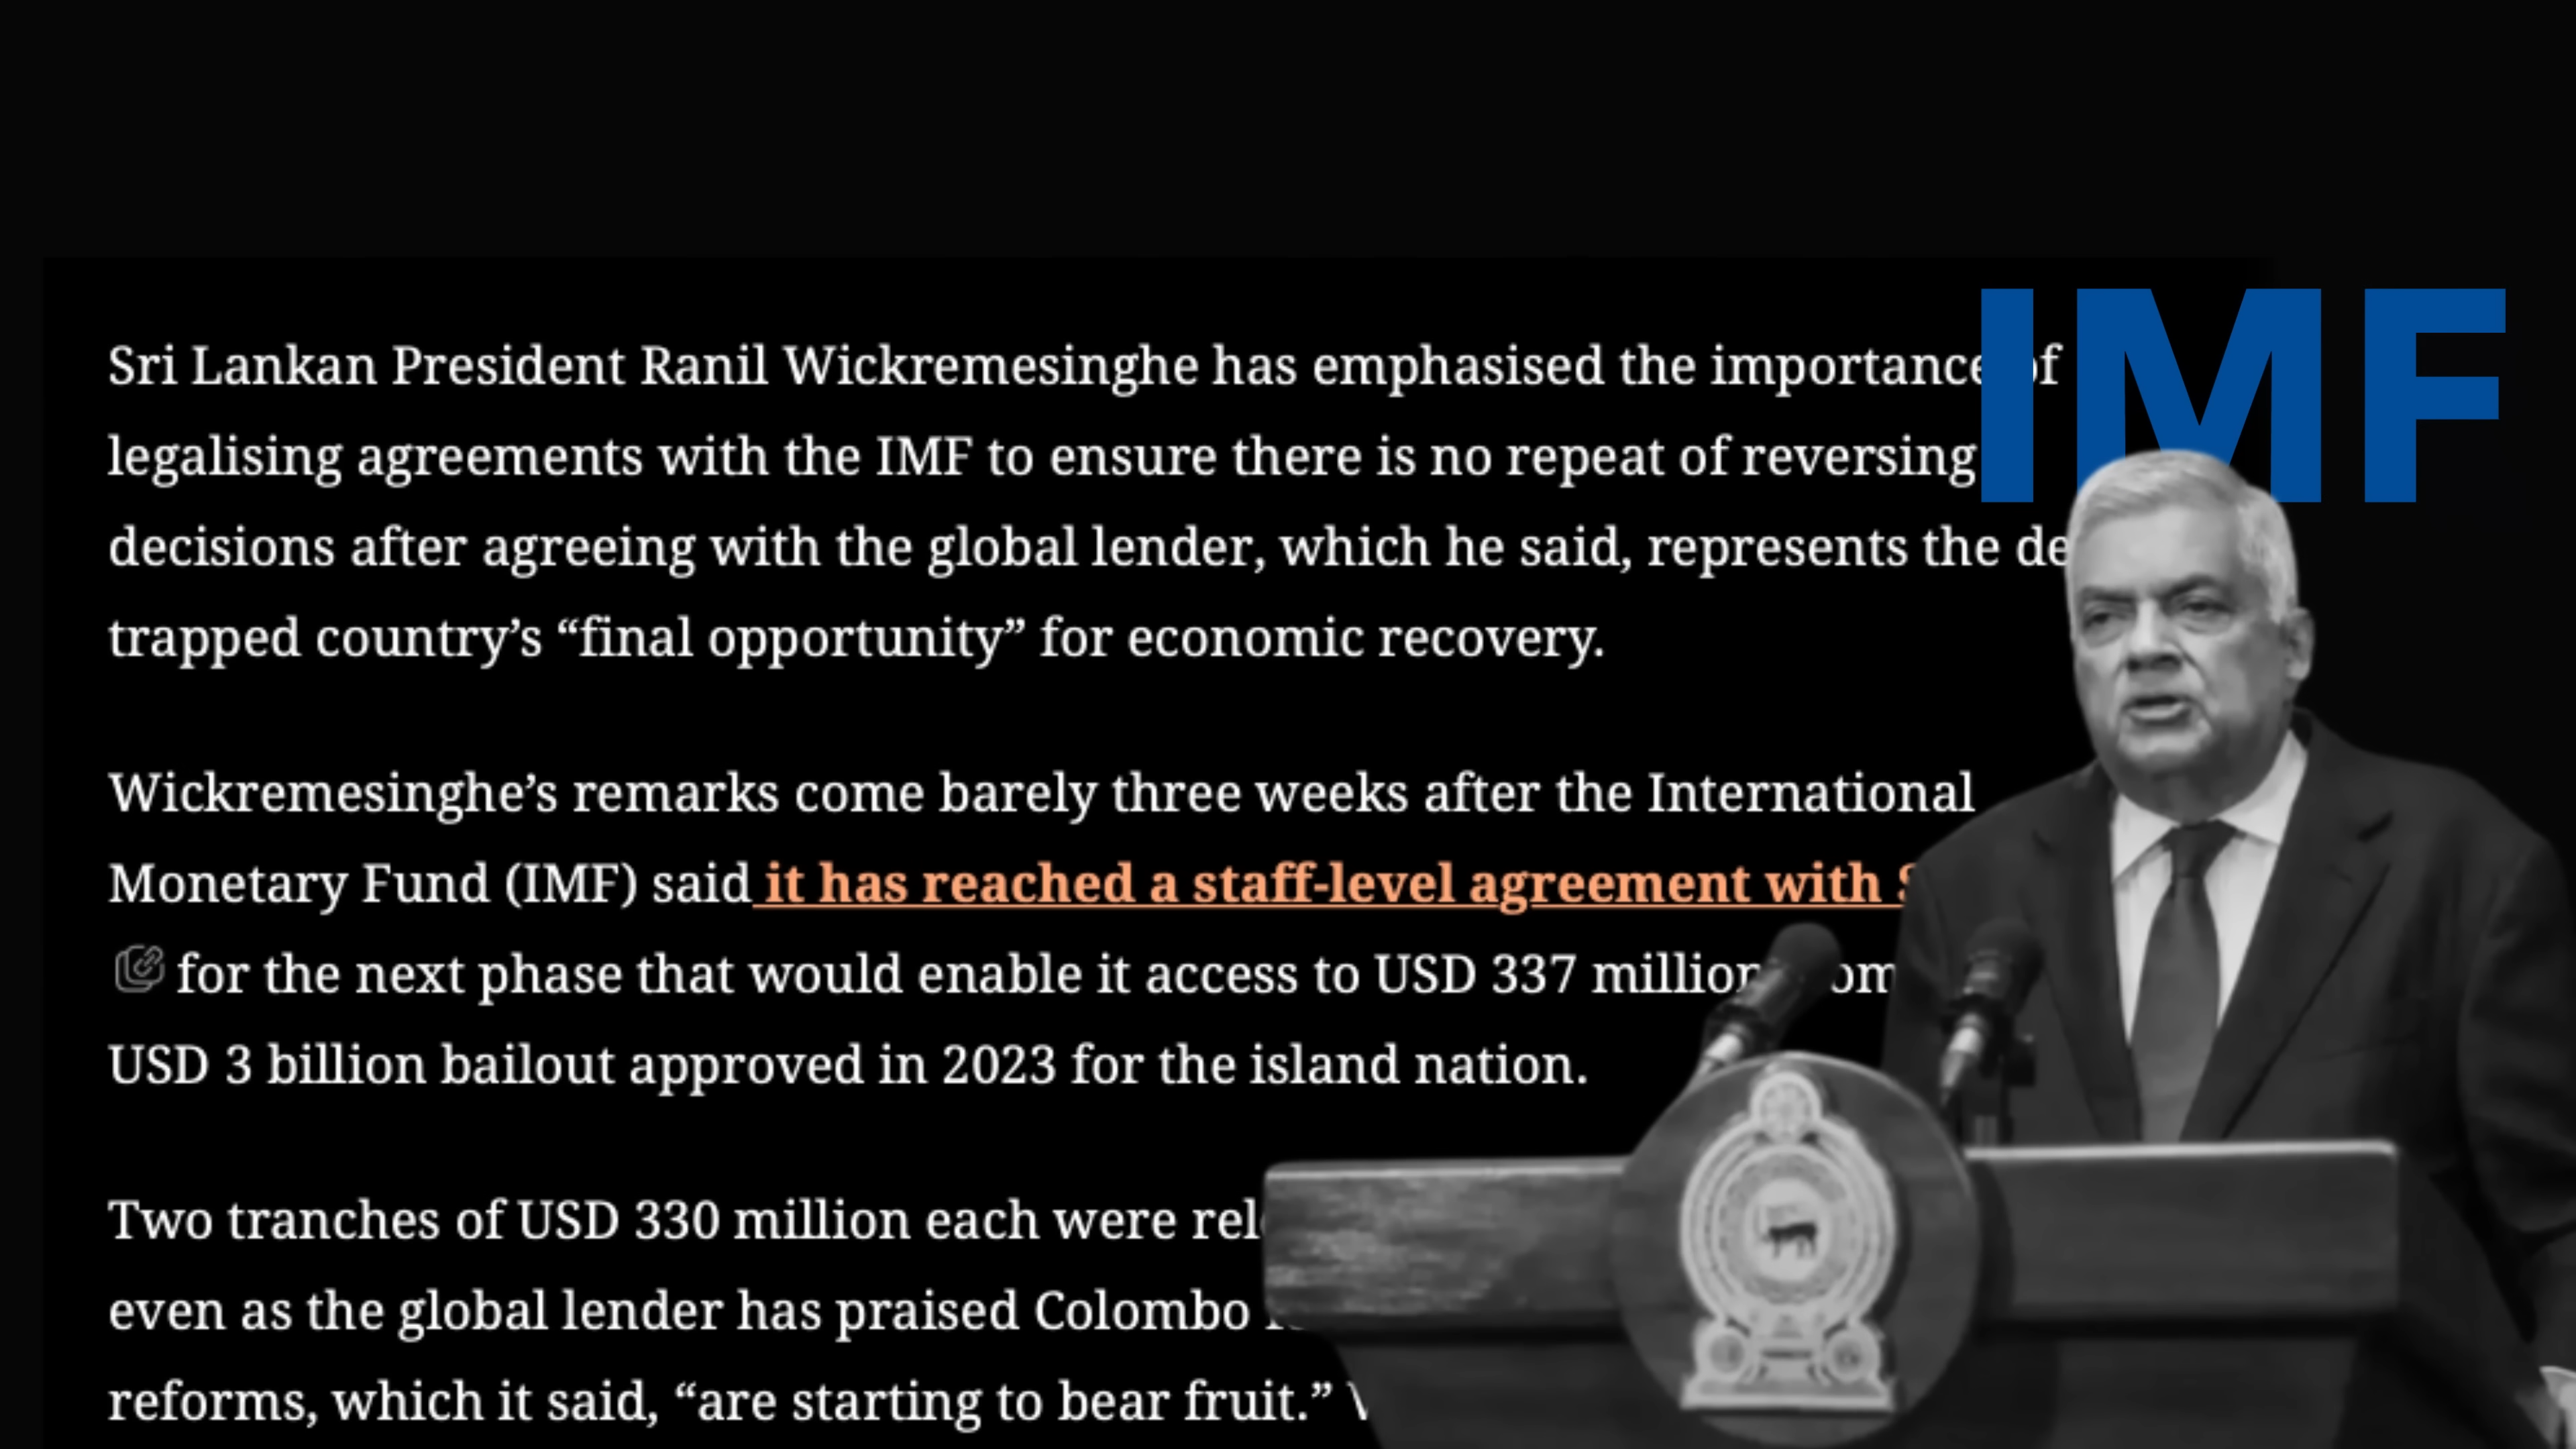 IMF
Sri Lankan President Ranil Wickremesinghe has emphasised the importance of
legalising agreements with the IMF to ensure there is no repeat of reversing
decisions after agreeing with the global lender, which he said, represents the
trapped country’s “final opportunity” for economic recovery.
Wickremesinghe’s remarks come barely three weeks after the International
Monetary Fund (IMF) said it has reached a staff-level agreement with
for the next phase that would enable it access to USD 337 million
USD 3 billion bailout approved in 2023 for the island nation.
Two tranches of USD 330 million each were
even as the global lender has praised Colombo
reforms, which it said, “are starting to bear fruit.”